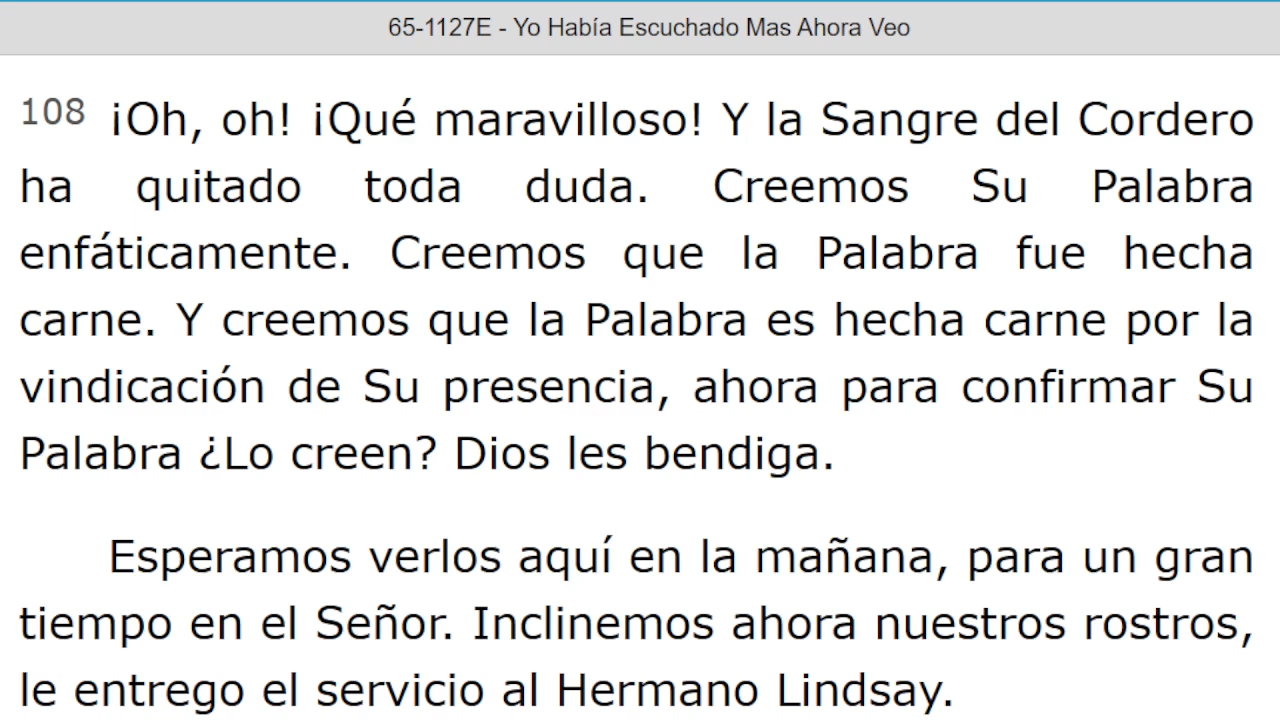 65-1127E - Yo Había Escuchado Mas Ahora Veo
108 ¡Oh, oh! ¡Qué maravilloso! Y la Sangre del Cordero
ha quitado toda duda. Creemos Su Palabra
enfáticamente. Creemos que la Palabra fue hecha
carne. Y creemos que la Palabra es hecha carne por la
vindicación de Su presencia, ahora para confirmar Su
Palabra ¿Lo creen? Dios les bendiga.
Esperamos verlos aquí en la mañana, para un gran
tiempo en el Señor. Inclinemos ahora nuestros rostros,
le entrego el servicio al Hermano Lindsay.